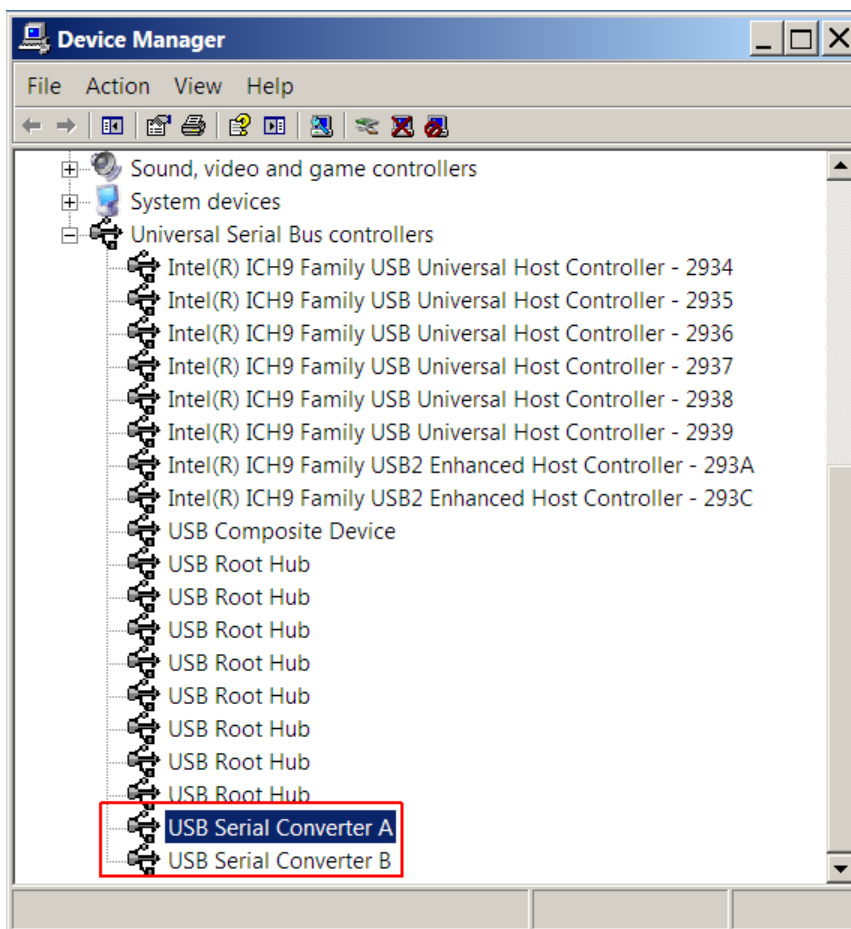 Device Manager
File Action View Help
Sound, video and game controllers
System devices
Universal Serial Bus controllers
Intel(R) ICH9 Family USB Universal Host Controller - 2934
Intel(R) ICH9 Family USB Universal Host Controller - 2935
Intel(R) ICH9 Family USB Universal Host Controller - 2936
Intel(R) ICH9 Family USB Universal Host Controller - 2937
Intel(R) ICH9 Family USB Universal Host Controller - 2938
Intel(R) ICH9 Family USB Universal Host Controller - 2939
Intel(R) ICH9 Family USB2 Enhanced Host Controller - 293A
Intel(R) ICH9 Family USB2 Enhanced Host Controller - 293C
USB Composite Device
USB Root Hub
USB Root Hub
USB Root Hub
USB Root Hub
USB Root Hub
USB Root Hub
USB Root Hub
USB Root Hub
USB Serial Converter A
USB Serial Converter B